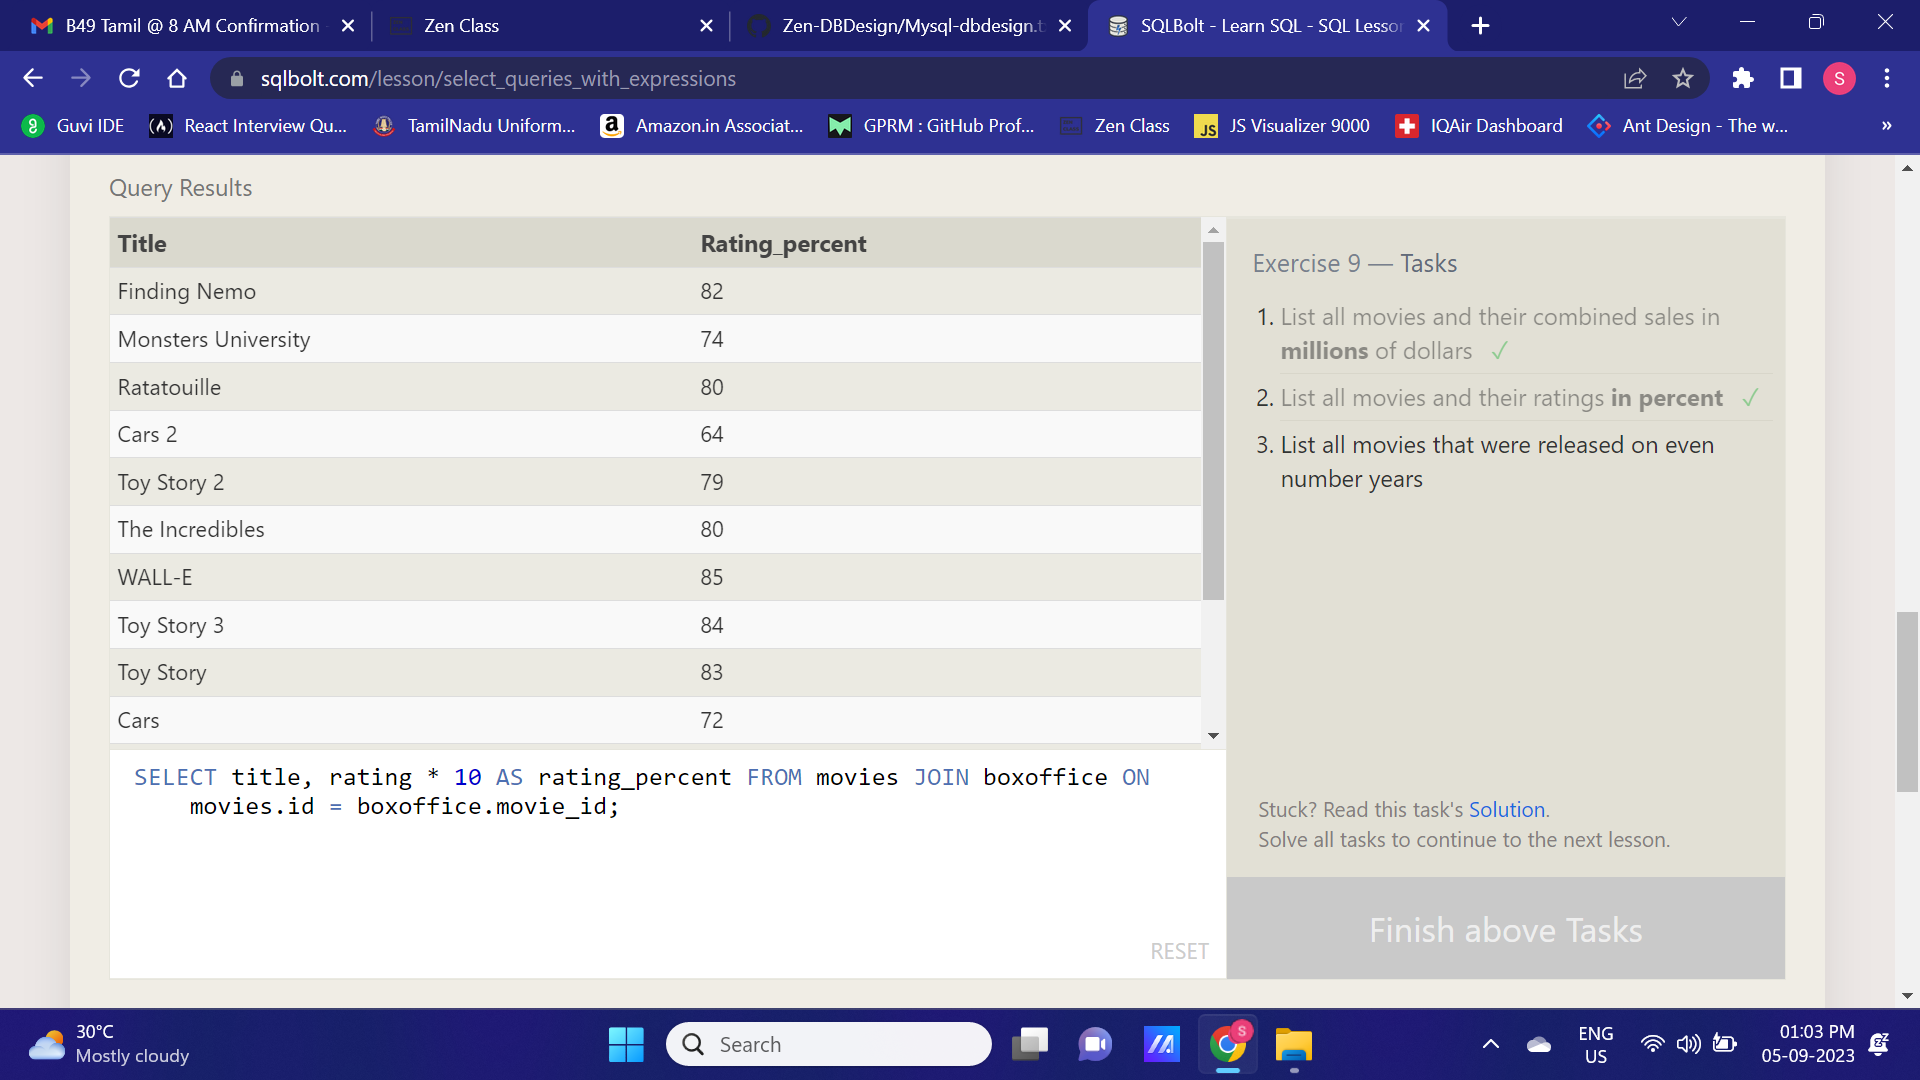 B49 Tamil @ 8 AM Confirmation
Zen Class
Zen-DBDesign/Mysql-dbdesign.t
SQLBolt - Learn SQL - SQL Lesson
sqlbolt.com/lesson/select_queries_with_expressions
S
Guvi IDE
React Interview Qu...
TamilNadu Uniform...
Amazon.in Associat...
GPRM : GitHub Prof...
Zen Class
JS Visualizer 9000
IQAir Dashboard
Ant Design - The w...
»
Query Results
Title Rating_percent
Finding Nemo 82
Monsters University 74
Ratatouille 80
Cars 2 64
Toy Story 2 79
The Incredibles 80
WALL-E 85
Toy Story 3 84
Toy Story 83
Cars 72
SELECT title, rating * 10 AS rating_percent FROM movies JOIN boxoffice ON
movies.id = boxoffice.movie_id;
RESET
Exercise 9 — Tasks
1. List all movies and their combined sales in
millions of dollars ✓
2. List all movies and their ratings in percent ✓
3. List all movies that were released on even
number years
Stuck? Read this task's Solution.
Solve all tasks to continue to the next lesson.
Finish above Tasks
30°C
Mostly cloudy
Search
S
ENG
US
01:03 PM
05-09-2023